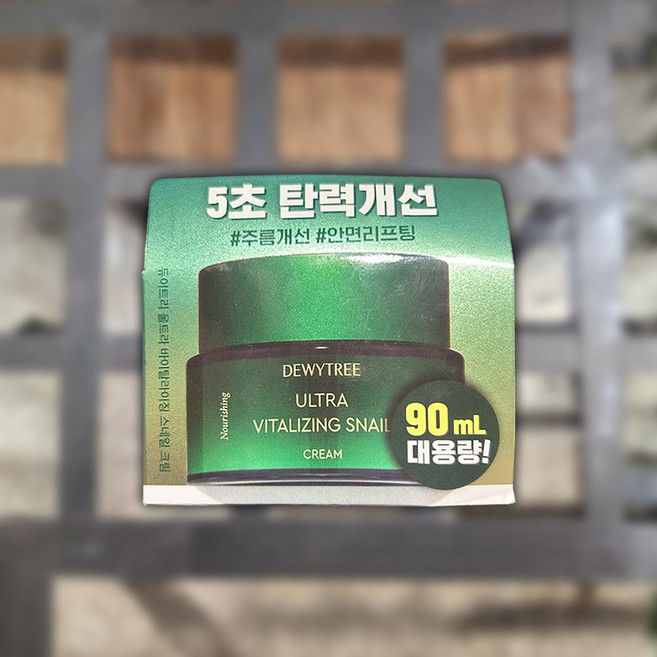 5초 탄력개선
#주름개선 #안면리프팅
듀이트리 울트라 바이탈라이징 스네일 크림
DEWYTREE
ULTRA
VITALIZING SNAIL
CREAM
Nourishing
90 mL
대용량!